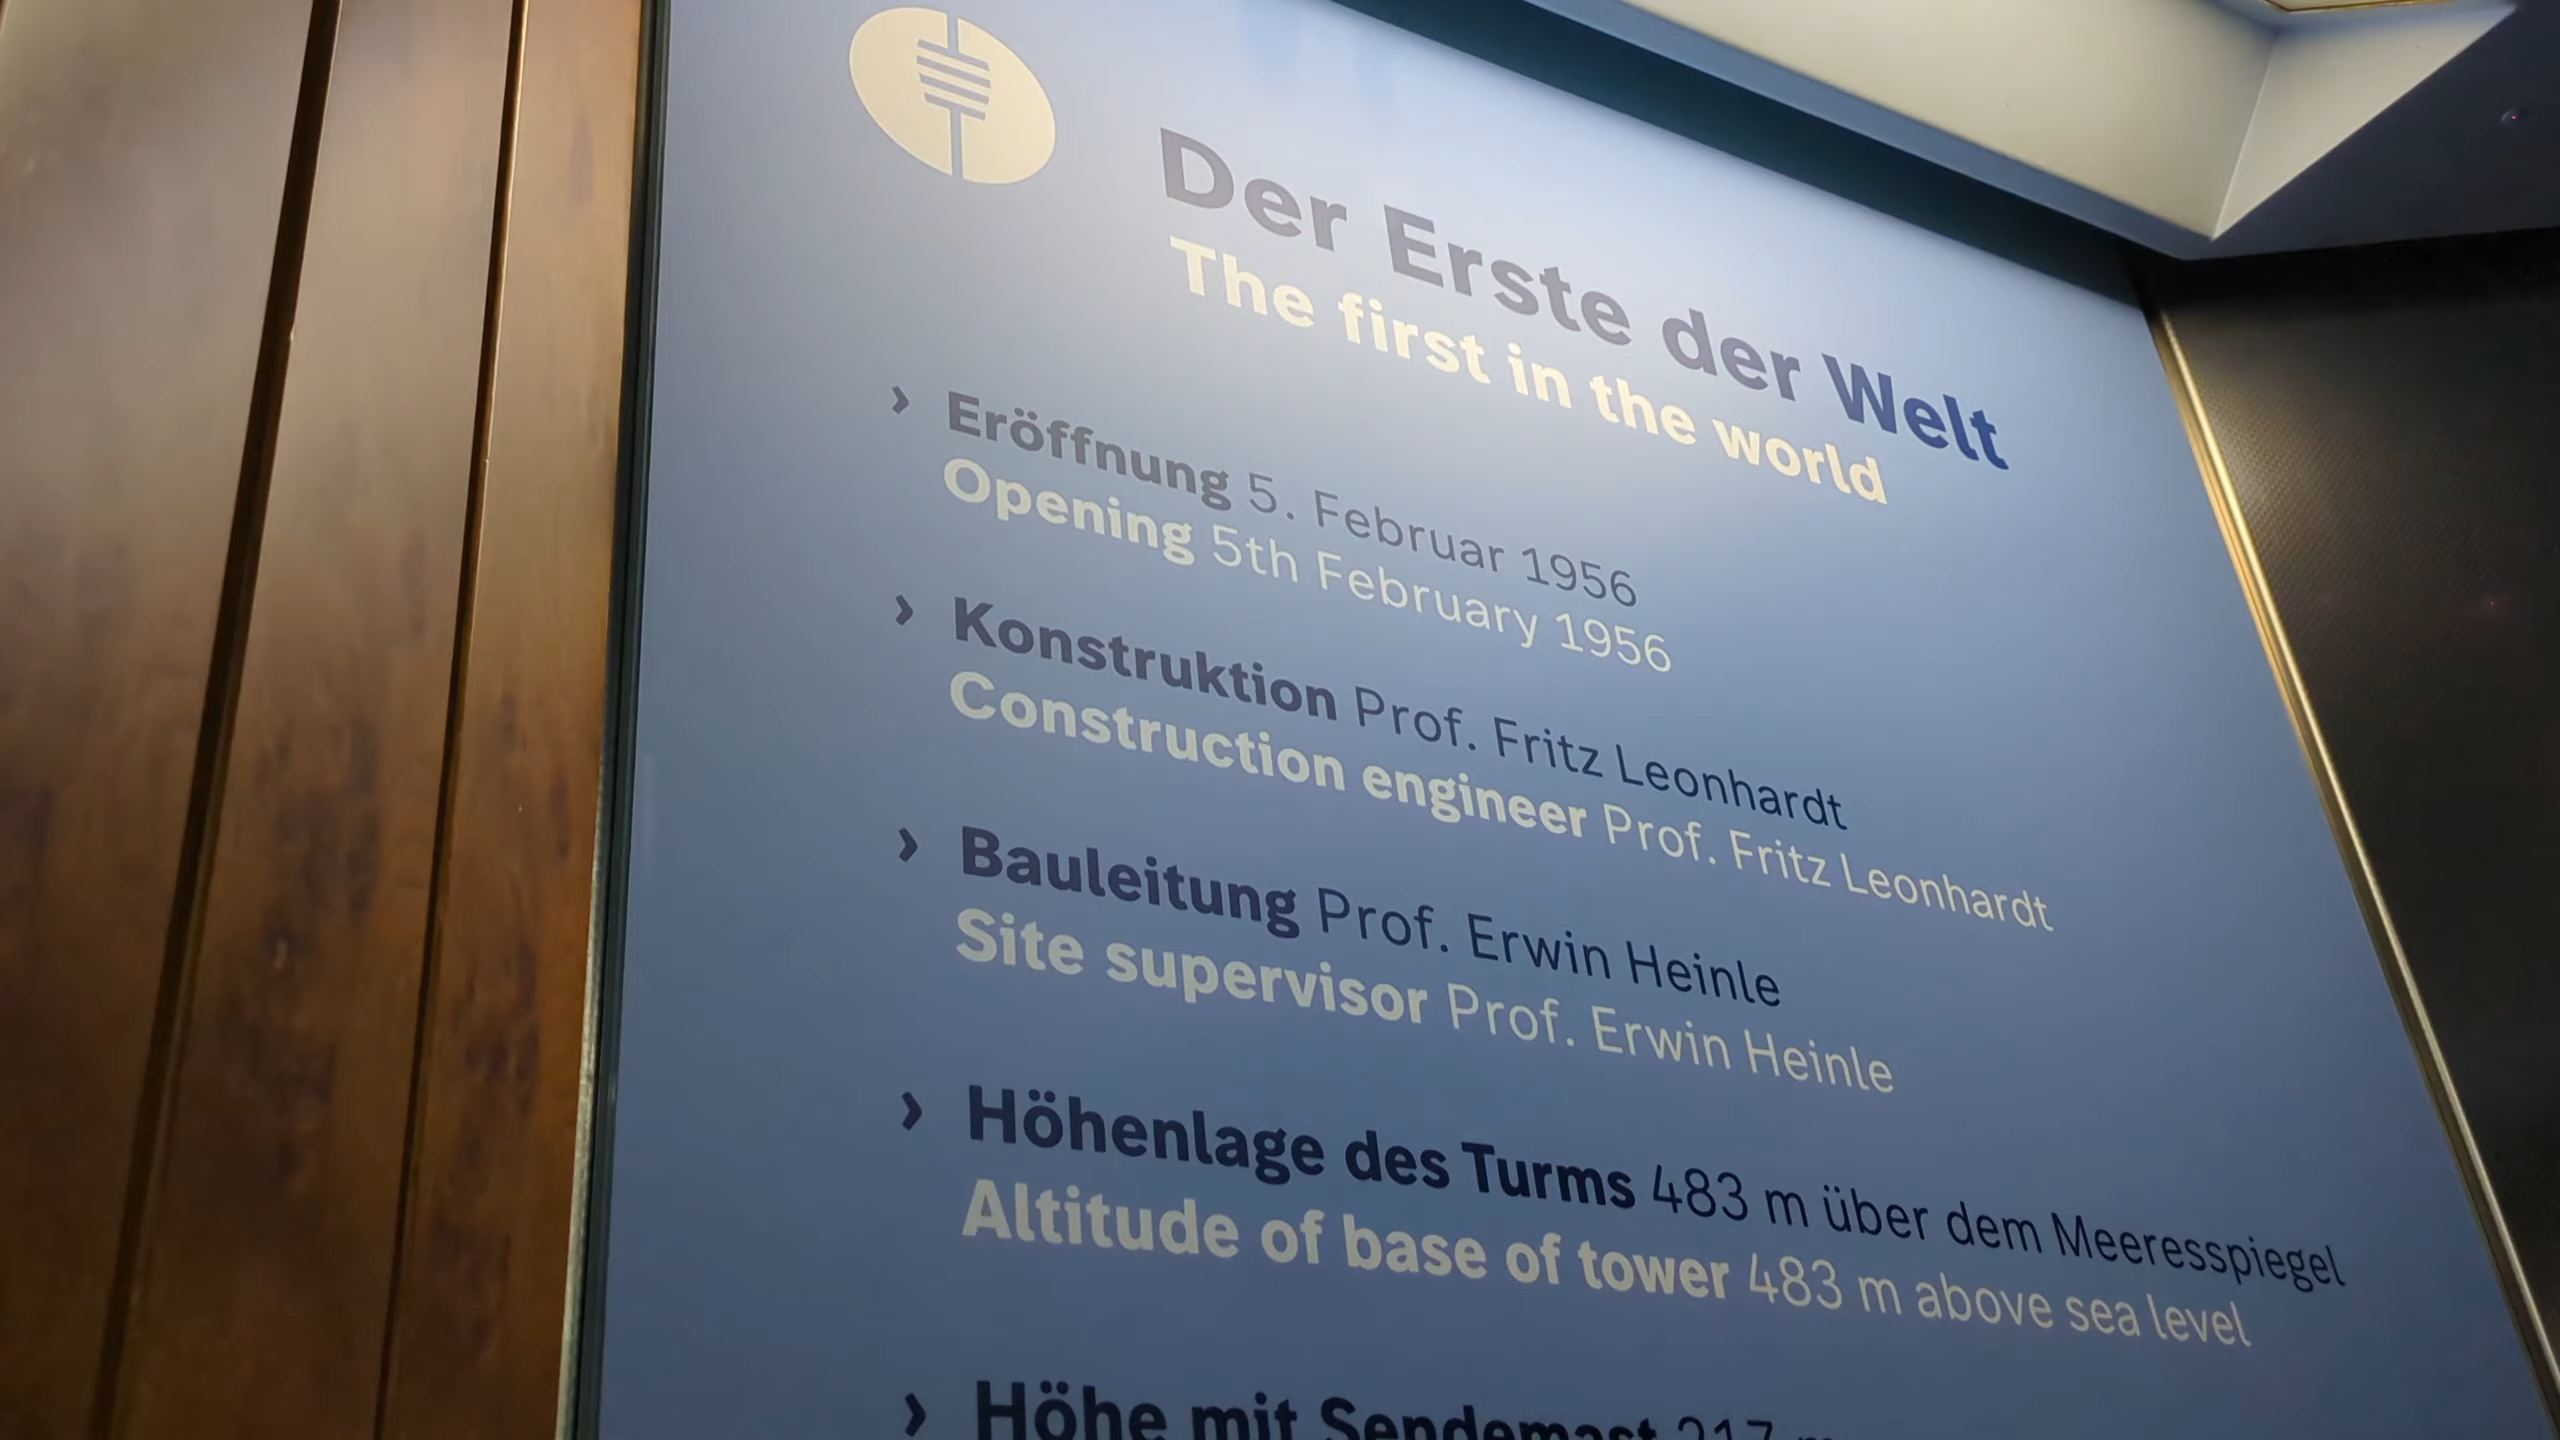 Der Erste der Welt
The first in the world
› Eröffnung 5. Februar 1956
Opening 5th February 1956
› Konstruktion Prof. Fritz Leonhardt
Construction engineer Prof. Fritz Leonhardt
› Bauleitung Prof. Erwin Heinle
Site supervisor Prof. Erwin Heinle
› Höhenlage des Turms 483 m über dem Meeresspiegel
Altitude of base of tower 483 m above sea level
› Höhe mit Sendemast 217 m